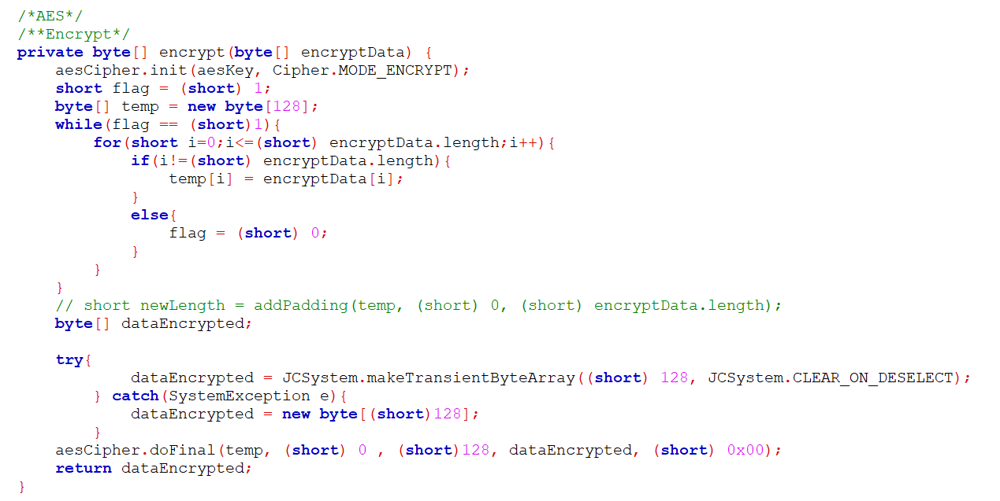 /*AES*/
/**Encrypt*/
private byte[] encrypt(byte[] encryptData) {
    aesCipher.init(aesKey, Cipher.MODE_ENCRYPT);
    short flag = (short) 1;
    byte[] temp = new byte[128];
    while(flag == (short)1){
        for(short i=0;i<=(short) encryptData.length;i++){
            if(i!=(short) encryptData.length){
                temp[i] = encryptData[i];
            }
            else{
                flag = (short) 0;
            }
        }
    }
    // short newLength = addPadding(temp, (short) 0, (short) encryptData.length);
    byte[] dataEncrypted;

    try{
            dataEncrypted = JCSystem.makeTransientByteArray((short) 128, JCSystem.CLEAR_ON_DESELECT);
        } catch(SystemException e){
            dataEncrypted = new byte[(short)128];
        }
    aesCipher.doFinal(temp, (short) 0 , (short)128, dataEncrypted, (short) 0x00);
    return dataEncrypted;
}